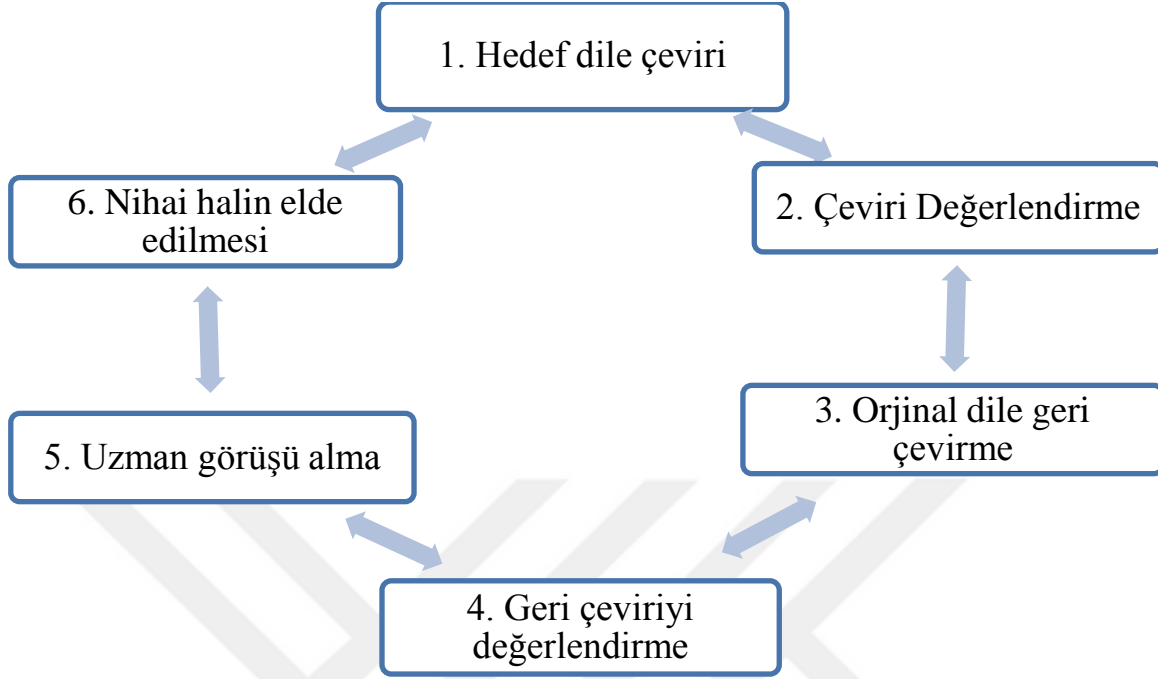 1. Hedef dile çeviri
2. Çeviri Değerlendirme
3. Orjinal dile geri
çevirme
4. Geri çeviriyi
değerlendirme
5. Uzman görüşü alma
6. Nihai halin elde
edilmesi